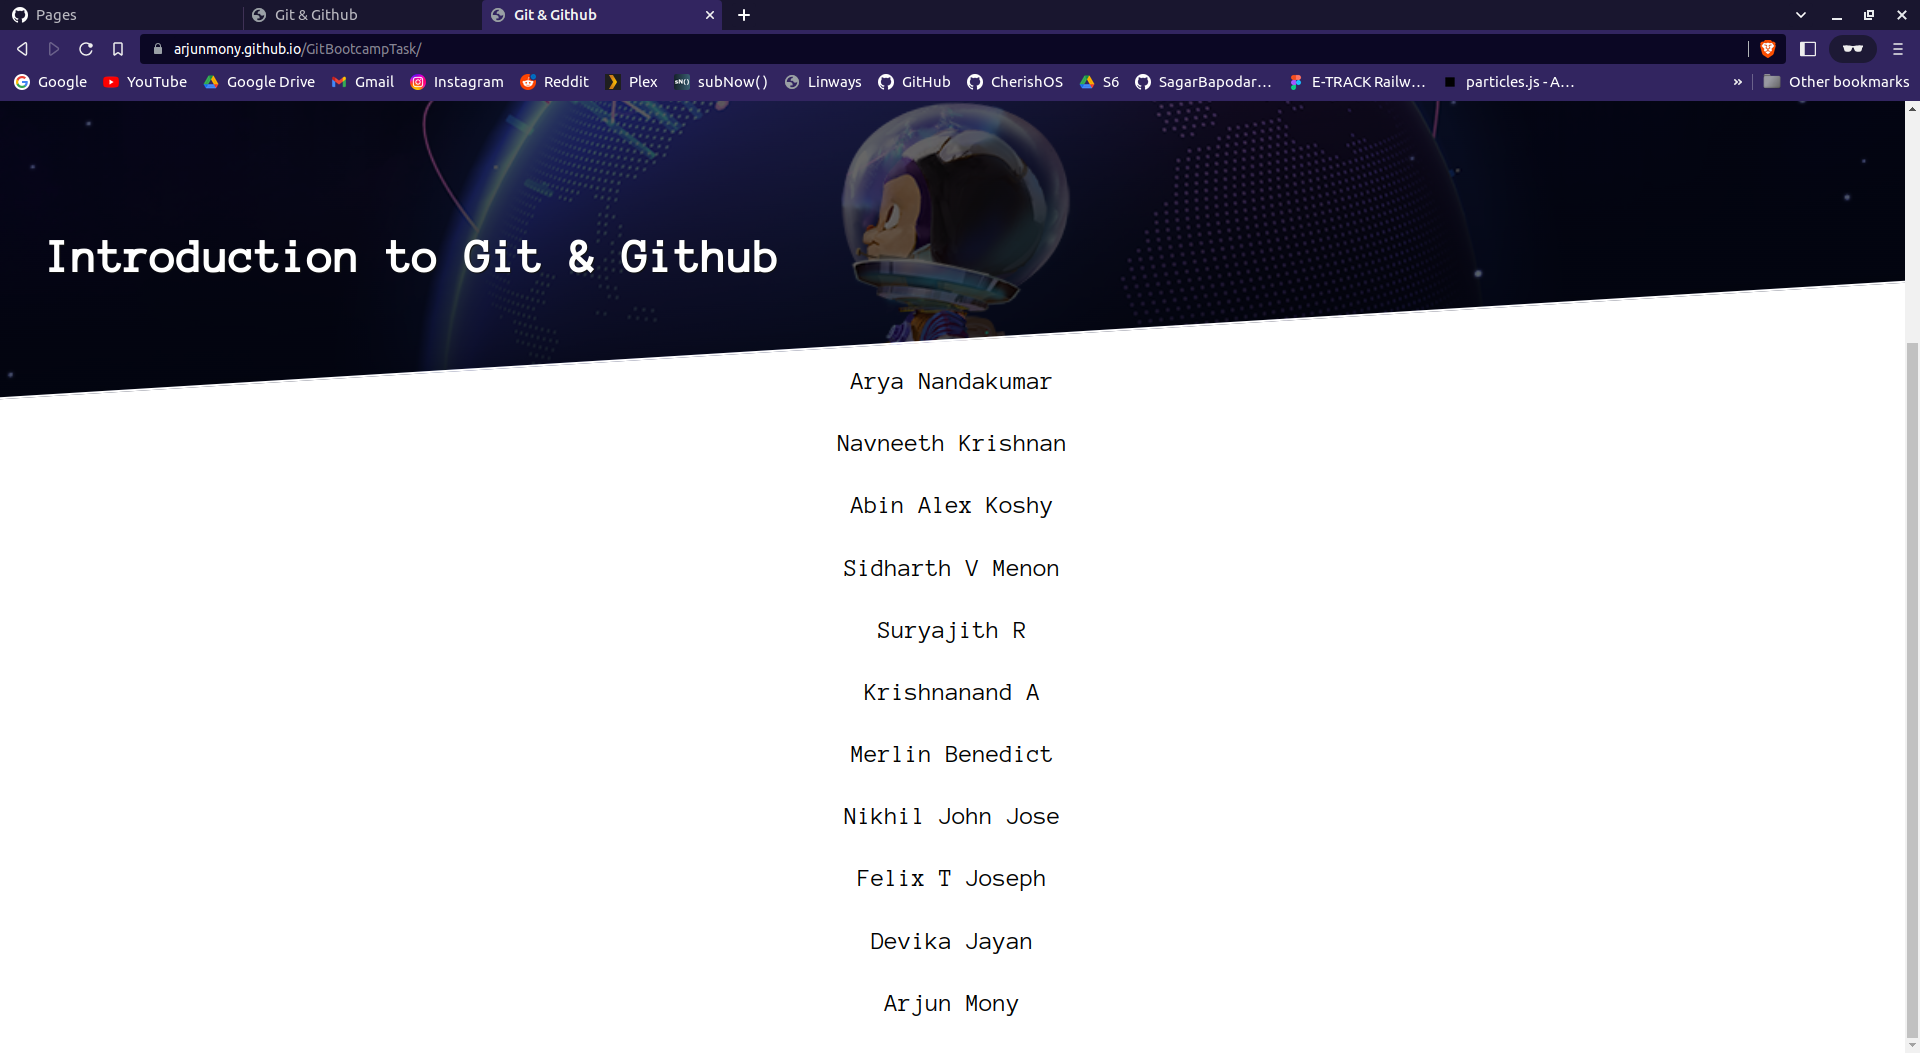 Pages
Git & Github
Git & Github
arjunmony.github.io/GitBootcampTask/
Google
YouTube
Google Drive
Gmail
Instagram
Reddit
Plex
sN() subNow()
Linways
GitHub
CherishOS
S6
SagarBapodar...
E-TRACK Railw...
particles.js - A...
»
Other bookmarks
Introduction to Git & Github
Arya Nandakumar
Navneeth Krishnan
Abin Alex Koshy
Sidharth V Menon
Suryajith R
Krishnanand A
Merlin Benedict
Nikhil John Jose
Felix T Joseph
Devika Jayan
Arjun Mony